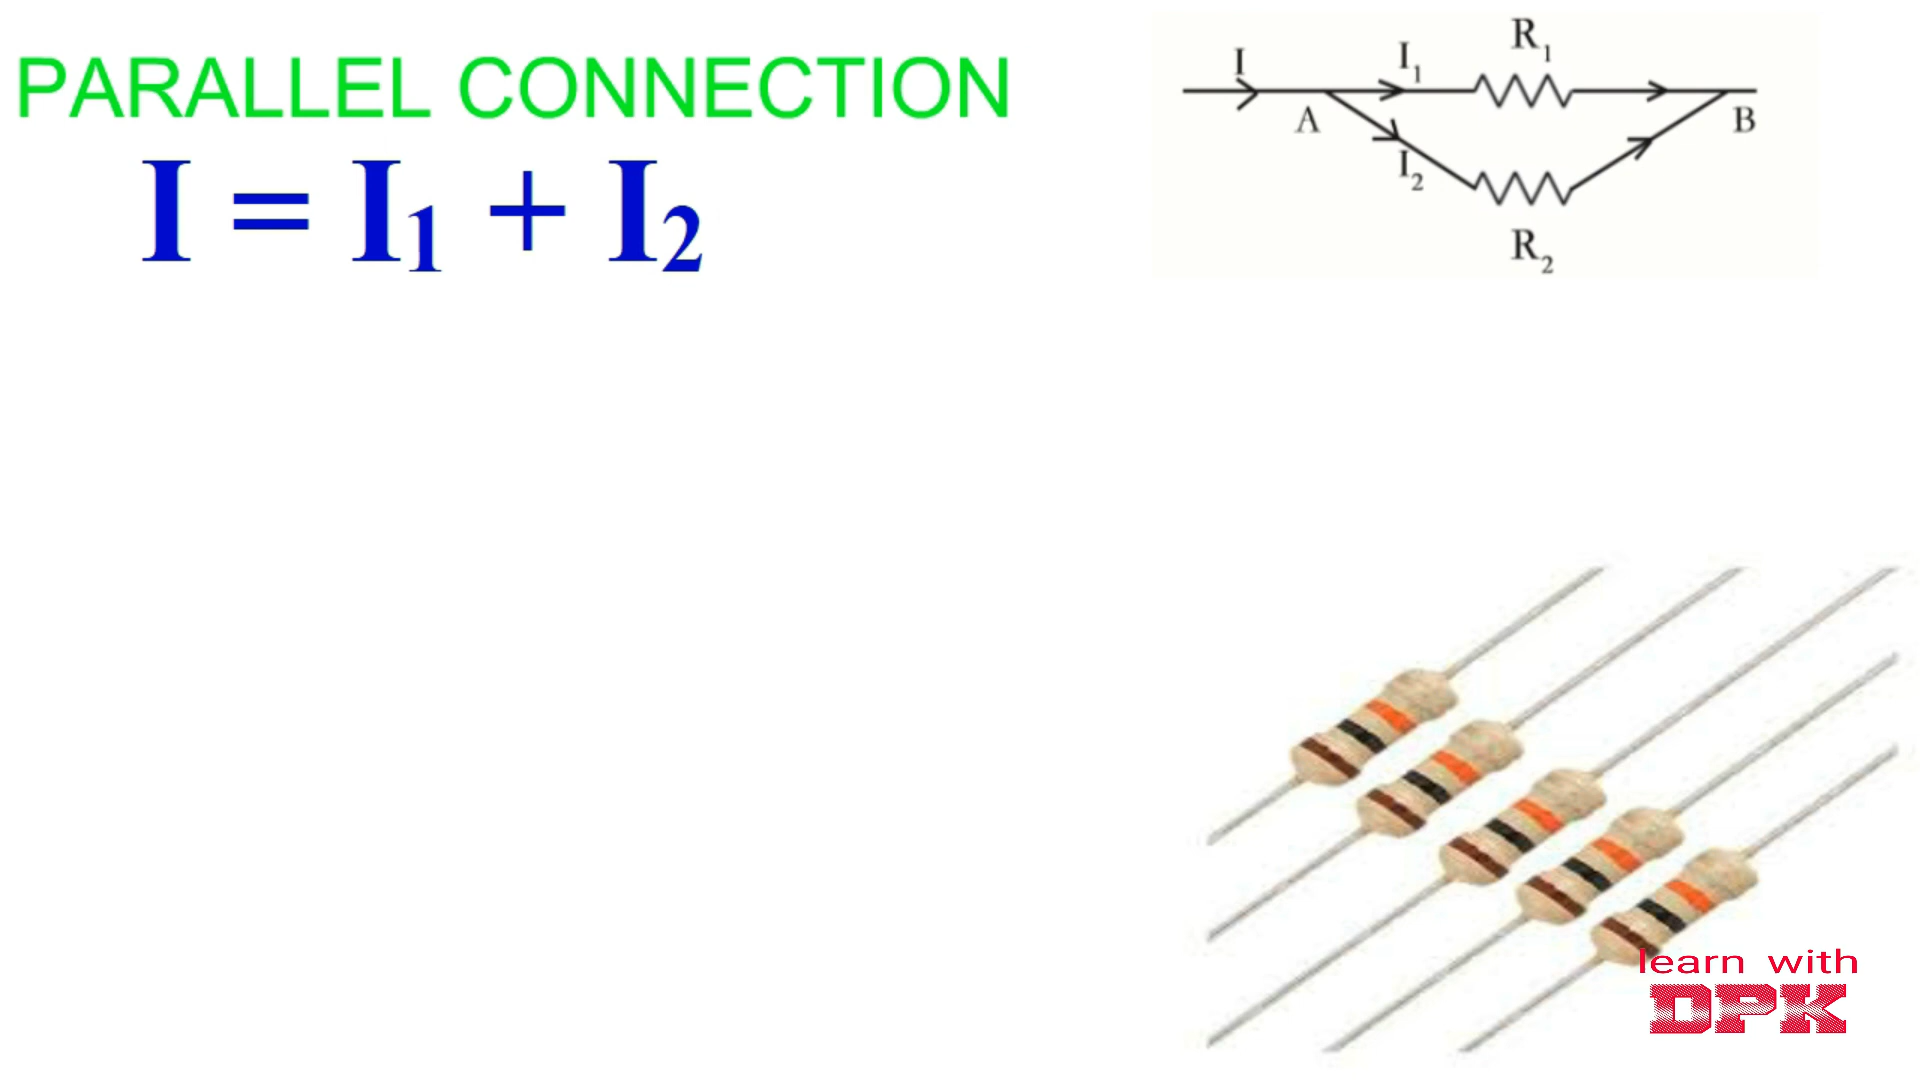 PARALLEL CONNECTION
I = I₁ + I₂
I
I₁
R₁
A
B
I₂
R₂
learn with
DPK